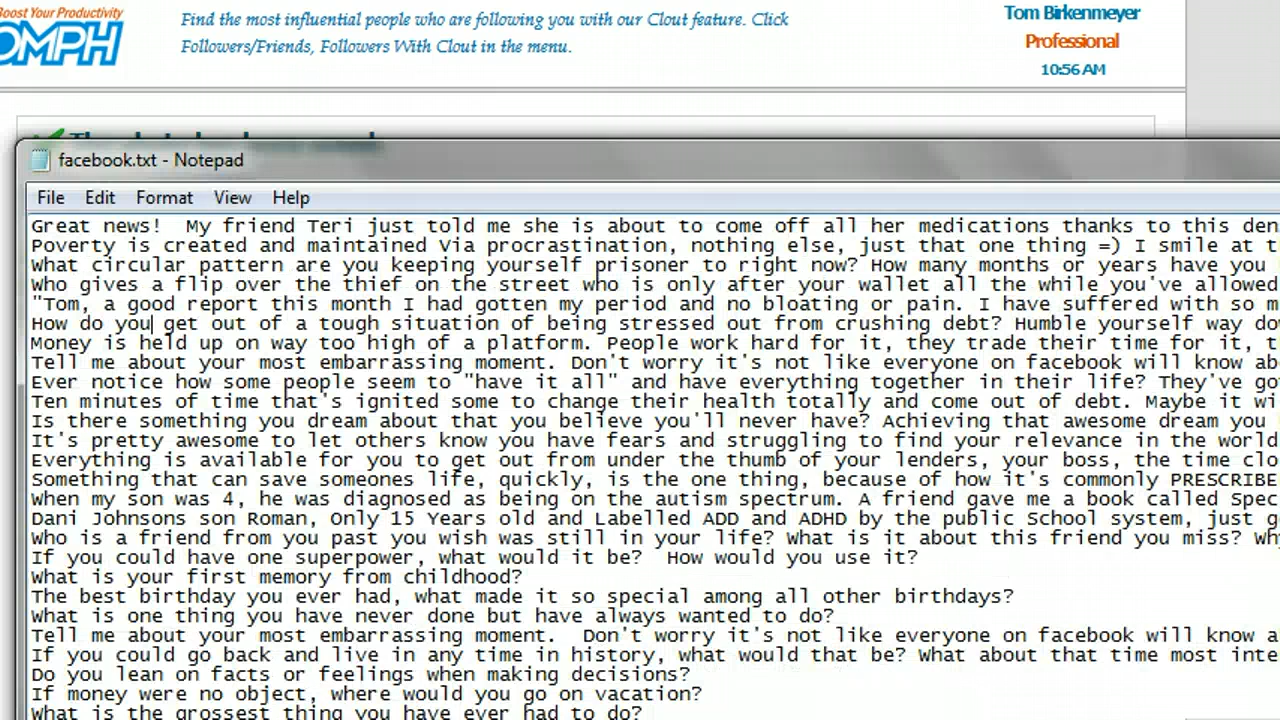 Boost Your Productivity
OMPH
Find the most influential people who are following you with our Clout feature. Click
Followers/Friends, Followers With Clout in the menu.
Tom Birkenmeyer
Professional
10:56 AM
facebook.txt - Notepad
File Edit Format View Help
Great news!  My friend Teri just told me she is about to come off all her medications thanks to this den
Poverty is created and maintained Via procrastination, nothing else, just that one thing =) I smile at t
What circular pattern are you keeping yourself prisoner to right now? How many months or years have you
Who gives a flip over the thief on the street who is only after your wallet all the while you've allowed
"Tom, a good report this month I had gotten my period and no bloating or pain. I have suffered with so m
How do you get out of a tough situation of being stressed out from crushing debt? Humble yourself way dow
Money is held up on way too high of a platform. People work hard for it, they trade their time for it, t
Tell me about your most embarrassing moment. Don't worry it's not like everyone on facebook will know ab
Ever notice how some people seem to "have it all" and have everything together in their life? They've go
Ten minutes of time that's ignited some to change their health totally and come out of debt. Maybe it wi
Is there something you dream about that you believe you'll never have? Achieving that awesome dream you
It's pretty awesome to let others know you have fears and struggling to find your relevance in the world
Everything is available for you to get out from under the thumb of your lenders, your boss, the time clo
Something that can save someones life, quickly, is the one thing, because of how it's commonly PRESCRIBE
When my son was 4, he was diagnosed as being on the autism spectrum. A friend gave me a book called Spec
Dani Johnsons son Roman, Only 15 Years old and Labelled ADD and ADHD by the public School system, just g
Who is a friend from you past you wish was still in your life? What is it about this friend you miss? Why
If you could have one superpower, what would it be?  How would you use it?
What is your first memory from childhood?
The best birthday you ever had, what made it so special among all other birthdays?
What is one thing you have never done but have always wanted to do?
Tell me about your most embarrassing moment.  Don't worry it's not like everyone on facebook will know a
If you could go back and live in any time in history, what would that be? What about that time most inte
Do you lean on facts or feelings when making decisions?
If money were no object, where would you go on vacation?
What is the grossest thing you have ever had to do?